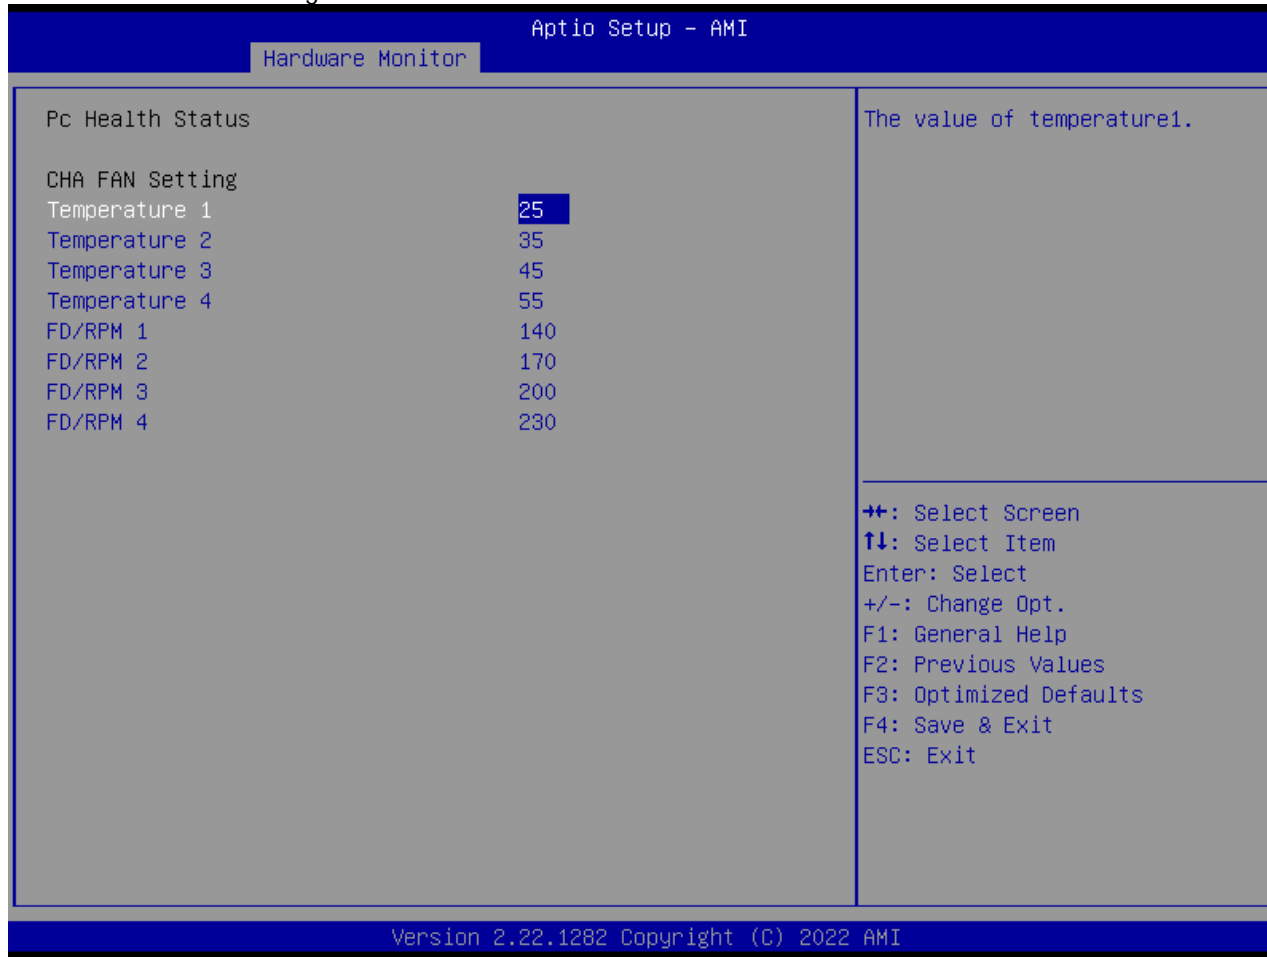 Aptio Setup – AMI
Hardware Monitor
Pc Health Status
CHA FAN Setting
Temperature 1 25
Temperature 2 35
Temperature 3 45
Temperature 4 55
FD/RPM 1 140
FD/RPM 2 170
FD/RPM 3 200
FD/RPM 4 230
The value of temperature1.
→←: Select Screen
↑↓: Select Item
Enter: Select
+/-: Change Opt.
F1: General Help
F2: Previous Values
F3: Optimized Defaults
F4: Save & Exit
ESC: Exit
Version 2.22.1282 Copyright (C) 2022 AMI